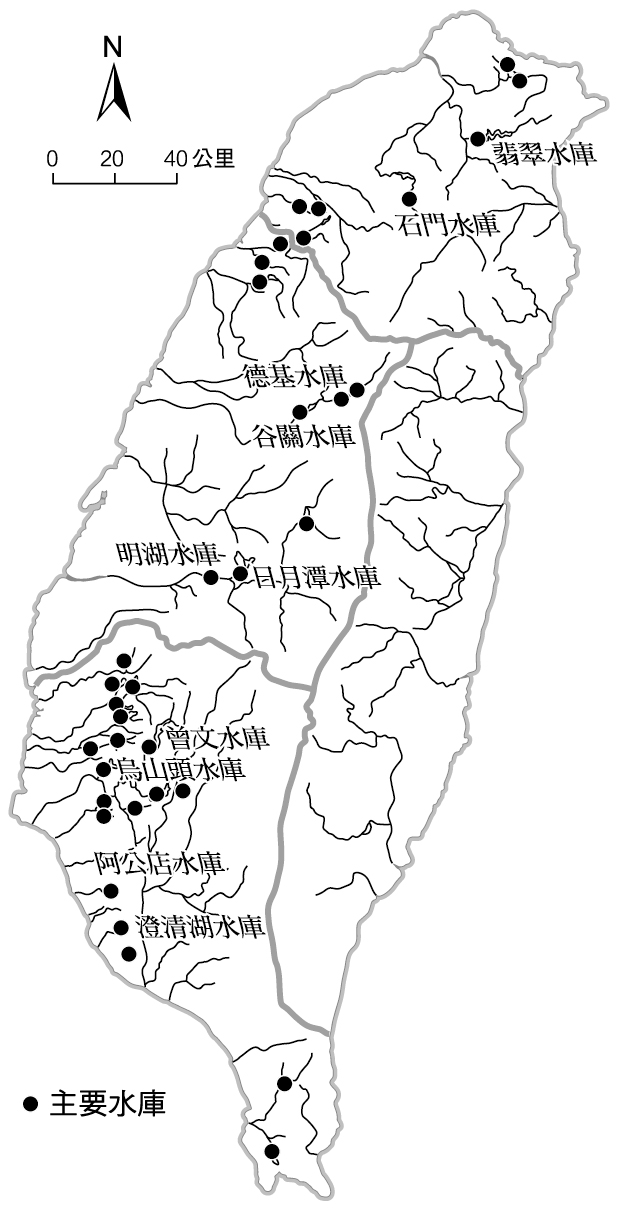 N
0 20 40 公里
翡翠水庫
石門水庫
德基水庫
谷關水庫
明湖水庫
日月潭水庫
曾文水庫
烏山頭水庫
阿公店水庫
澄清湖水庫
主要水庫